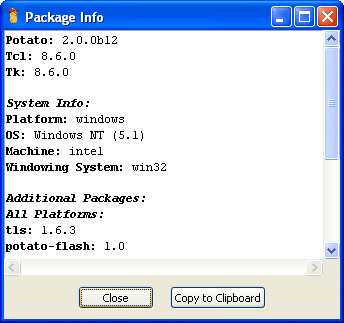 Package Info
Potato: 2.0.0b12
Tcl: 8.6.0
Tk: 8.6.0
System Info:
Platform: windows
OS: Windows NT (5.1)
Machine: intel
Windowing System: win32
Additional Packages:
All Platforms:
tls: 1.6.3
potato-flash: 1.0
Close
Copy to Clipboard